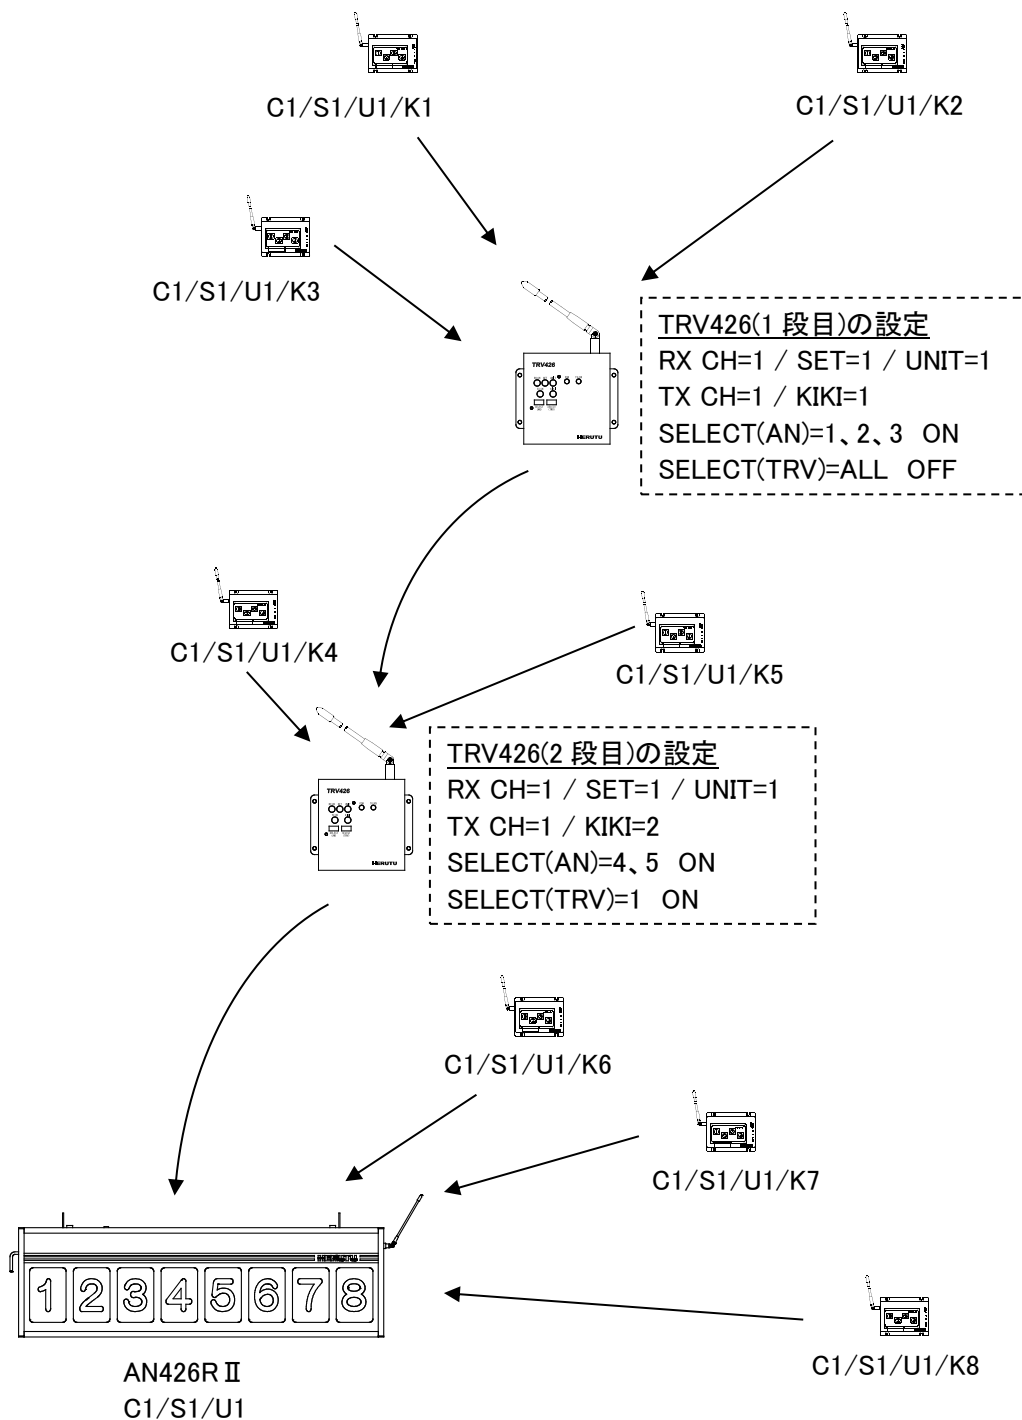 C1/S1/U1/K1
C1/S1/U1/K2
C1/S1/U1/K3
TRV426
HERUTU
TRV426(1段目)の設定
RX CH=1 / SET=1 / UNIT=1
TX CH=1 / KIKI=1
SELECT(AN)=1、2、3 ON
SELECT(TRV)=ALL OFF
C1/S1/U1/K4
C1/S1/U1/K5
TRV426
HERUTU
TRV426(2段目)の設定
RX CH=1 / SET=1 / UNIT=1
TX CH=1 / KIKI=2
SELECT(AN)=4、5 ON
SELECT(TRV)=1 ON
C1/S1/U1/K6
C1/S1/U1/K7
HERUTU
1 2 3 4 5 6 7 8
C1/S1/U1/K8
AN426RⅡ
C1/S1/U1